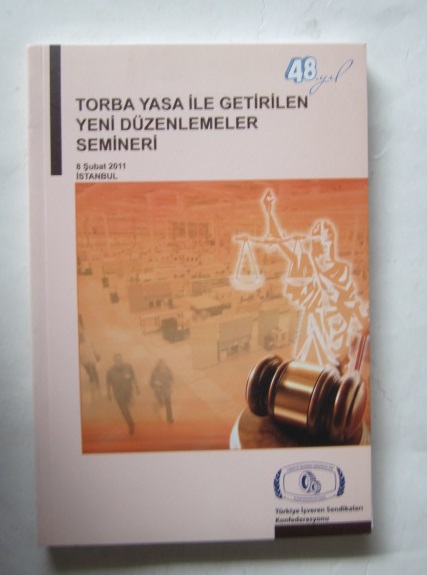 48
yıl
TORBA YASA İLE GETİRİLEN
YENİ DÜZENLEMELER
SEMİNERİ
8 Şubat 2011
İSTANBUL
Türkiye İşveren Sendikaları
Konfederasyonu